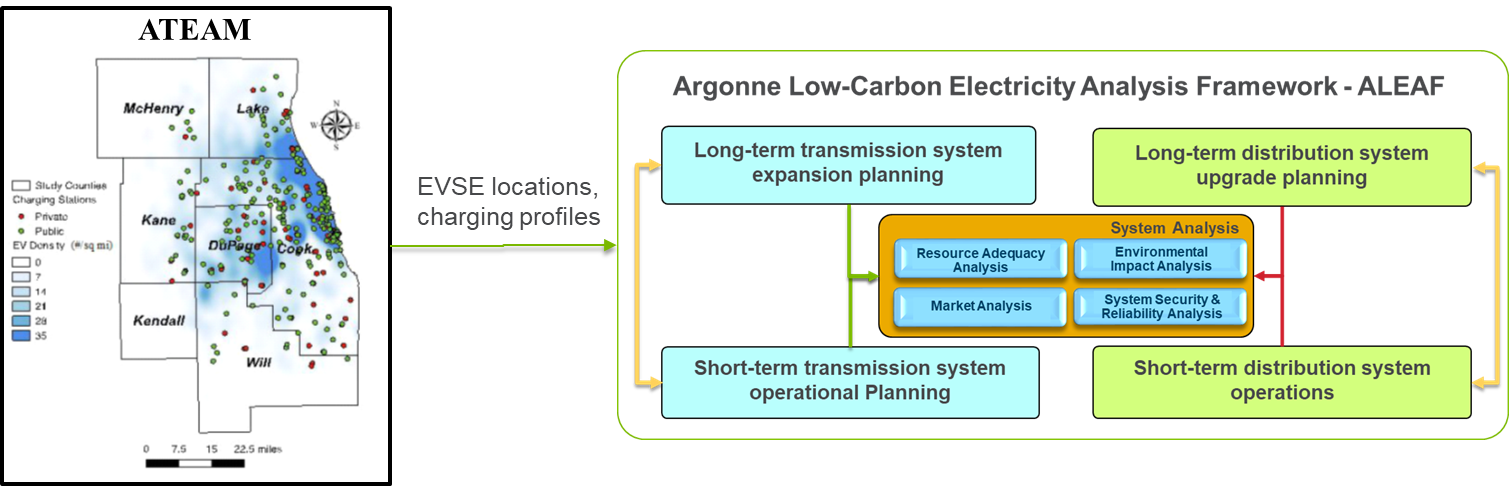 ATEAM
McHenry
Lake
N
W
E
S
Study Counties
Charging Stations
Private
Public
EV Density (#/sq mi)
0
7
14
21
28
35
Kane
DuPage
Cook
Kendall
Will
0 7.5 15 22.5 miles
EVSE locations,
charging profiles
Argonne Low-Carbon Electricity Analysis Framework - ALEAF
Long-term transmission system
expansion planning
Long-term distribution system
upgrade planning
System Analysis
Resource Adequacy
Analysis
Environmental
Impact Analysis
Market Analysis
System Security &
Reliability Analysis
Short-term transmission system
operational Planning
Short-term distribution system
operations